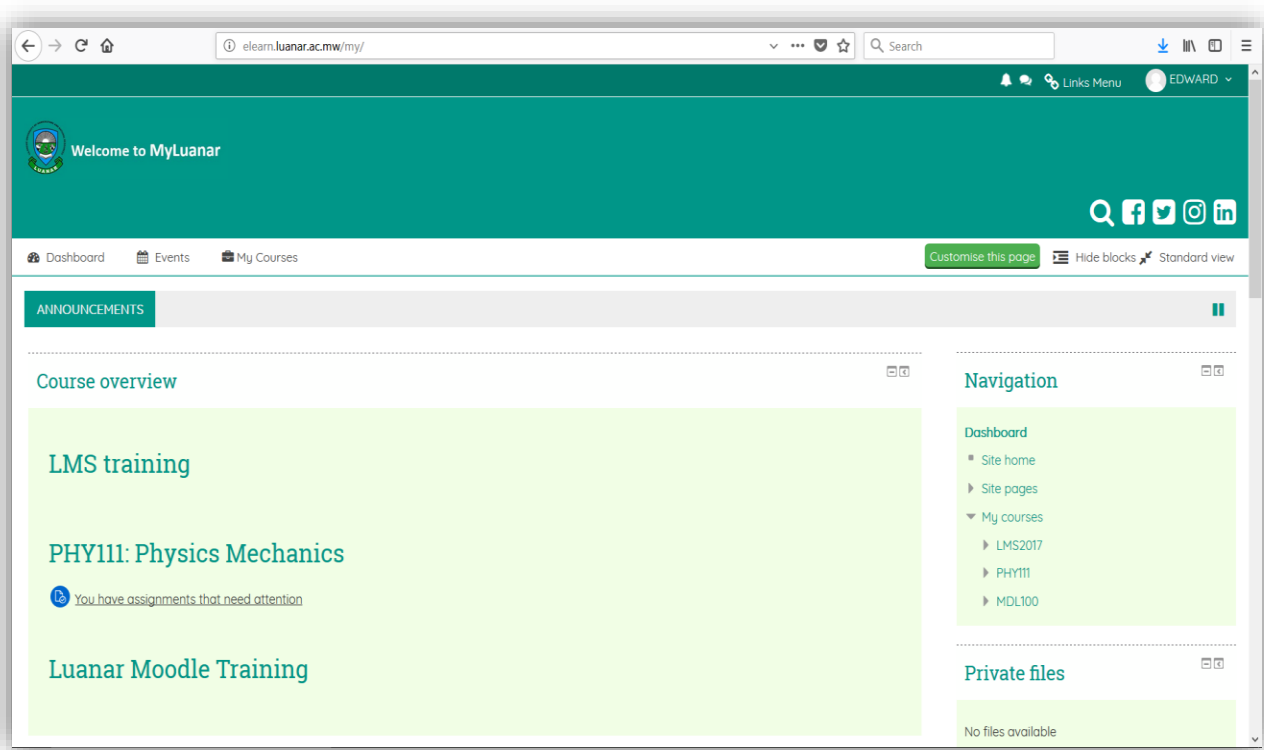 elearn.luanar.ac.mw/my/
Search
Links Menu
EDWARD
LUANAR
Welcome to MyLuanar
Dashboard
Events
My Courses
Customise this page
Hide blocks
Standard view
ANNOUNCEMENTS
Course overview
LMS training
PHY111: Physics Mechanics
You have assignments that need attention
Luanar Moodle Training
Navigation
Dashboard
Site home
Site pages
My courses
LMS2017
PHY111
MDL100
Private files
No files available